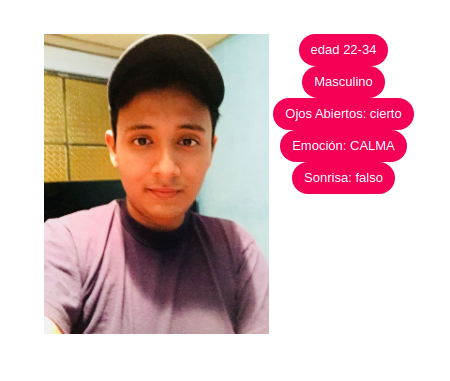 edad 22-34
Masculino
Ojos Abiertos: cierto
Emoción: CALMA
Sonrisa: falso